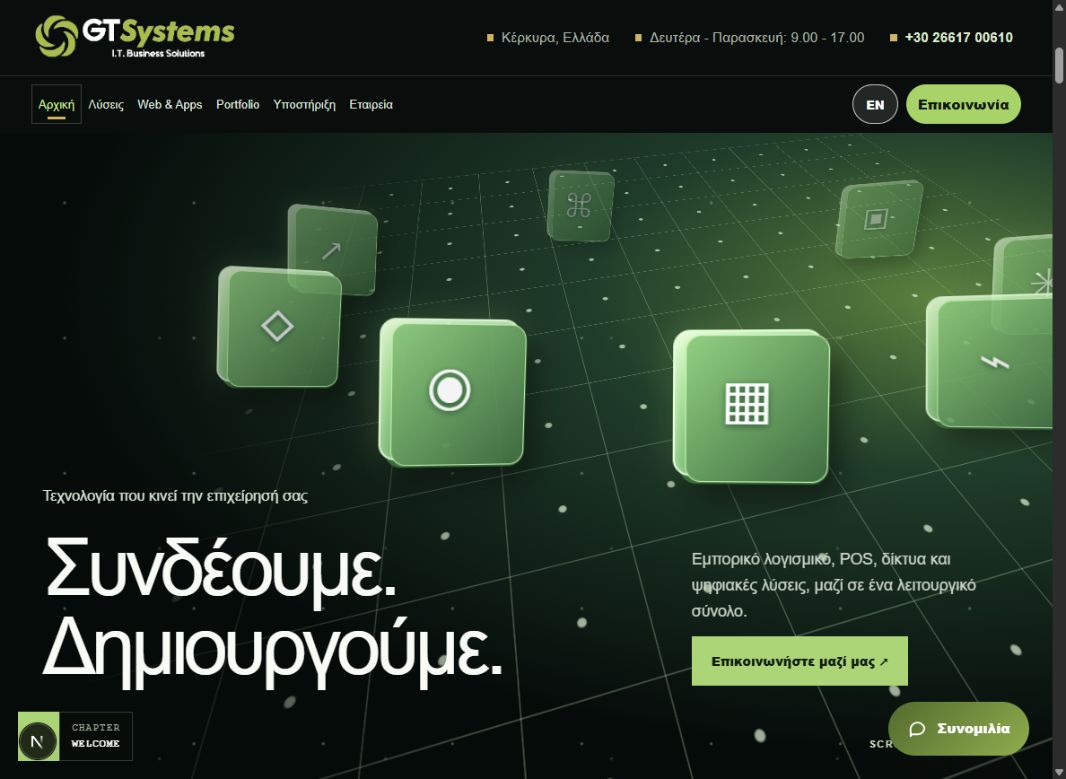 GTSystems
I.T. Business Solutions
Κέρκυρα, Ελλάδα
Δευτέρα - Παρασκευή: 9.00 - 17.00
+30 26617 00610
Αρχική
Λύσεις
Web & Apps
Portfolio
Υποστήριξη
Εταιρεία
EN
Επικοινωνία
Τεχνολογία που κινεί την επιχείρησή σας
Συνδέουμε.
Δημιουργούμε.
Εμπορικό λογισμικό, POS, δίκτυα και
ψηφιακές λύσεις, μαζί σε ένα λειτουργικό
σύνολο.
Επικοινωνήστε μαζί μας ↗
N
CHAPTER
WELCOME
SCR
Συνομιλία